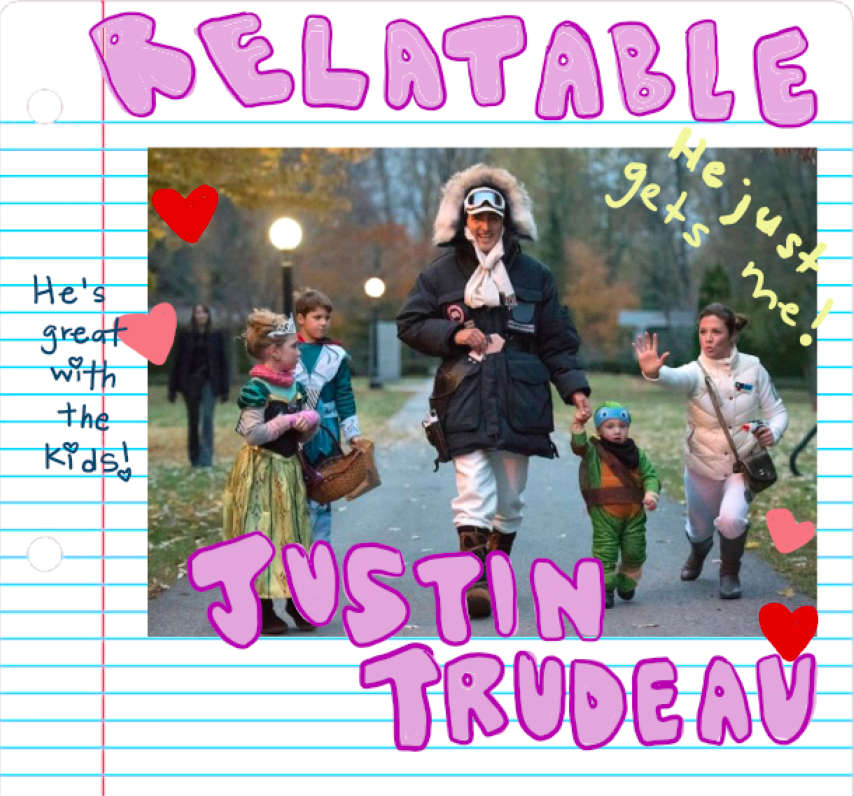 RELATABLE
He just
gets
me!
He's
great
with
the
kids!
JUSTIN
TRUDEAU